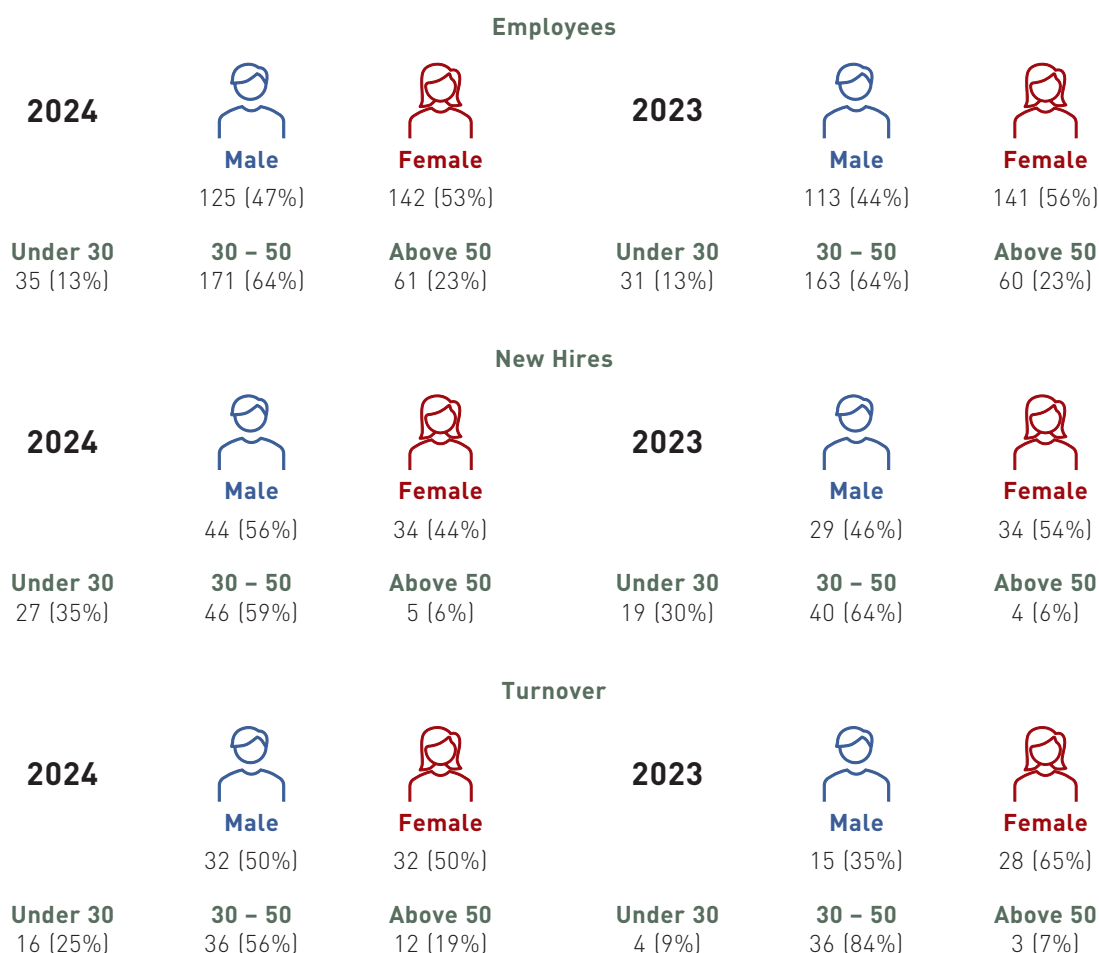 Employees
2024 2023
Male Female Male Female
125 (47%) 142 (53%) 113 (44%) 141 (56%)
Under 30 30 – 50 Above 50 Under 30 30 – 50 Above 50
35 (13%) 171 (64%) 61 (23%) 31 (13%) 163 (64%) 60 (23%)
New Hires
2024 2023
Male Female Male Female
44 (56%) 34 (44%) 29 (46%) 34 (54%)
Under 30 30 – 50 Above 50 Under 30 30 – 50 Above 50
27 (35%) 46 (59%) 5 (6%) 19 (30%) 40 (64%) 4 (6%)
Turnover
2024 2023
Male Female Male Female
32 (50%) 32 (50%) 15 (35%) 28 (65%)
Under 30 30 – 50 Above 50 Under 30 30 – 50 Above 50
16 (25%) 36 (56%) 12 (19%) 4 (9%) 36 (84%) 3 (7%)